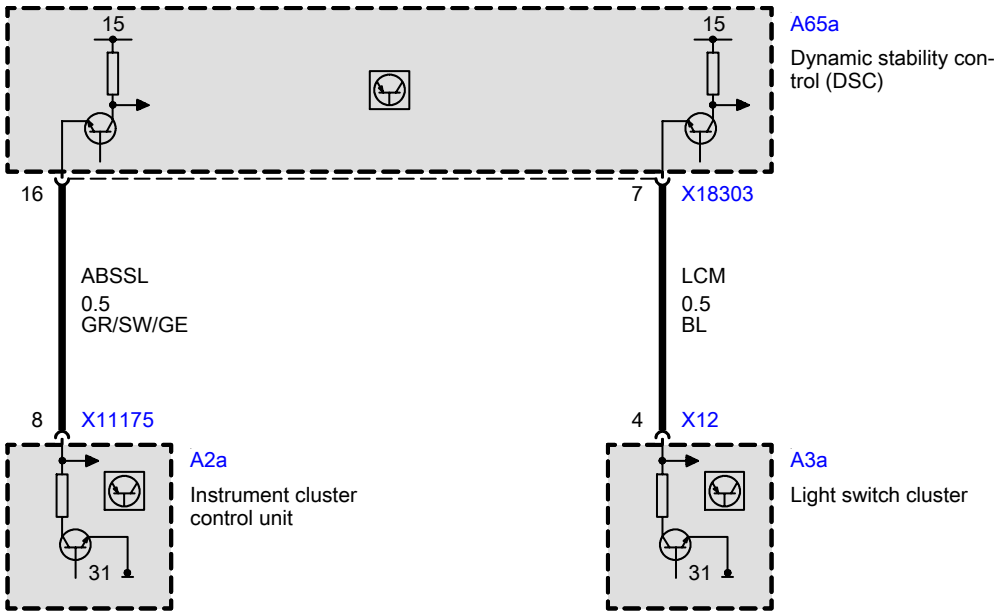 15
15
A65a
Dynamic stability con-
trol (DSC)
16
7
X18303
ABSSL
0.5
GR/SW/GE
LCM
0.5
BL
8
X11175
4
X12
A2a
Instrument cluster
control unit
31
A3a
Light switch cluster
31